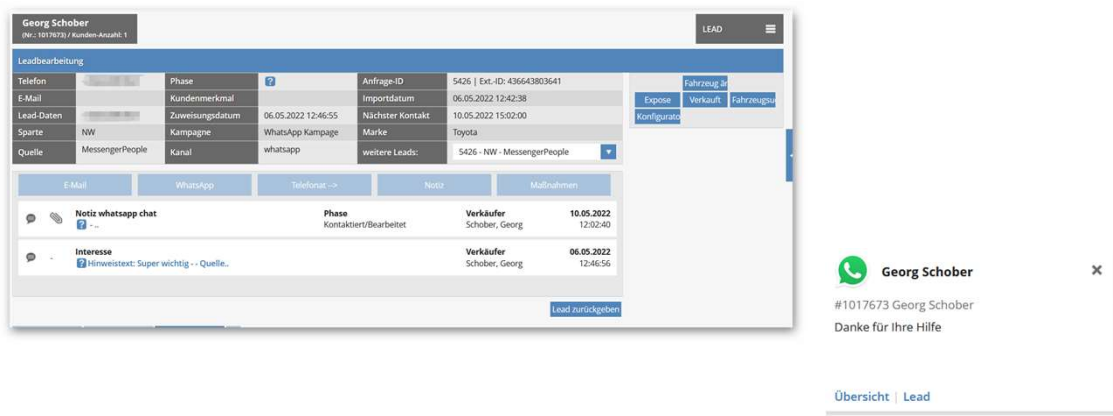 Georg Schober
(Nr.: 1017673) / Kunden-Anzahl: 1
LEAD
Leadbearbeitung
Telefon Phase ? Anfrage-ID 5426 | Ext.-ID: 436643803641
E-Mail Kundenmerkmal Importdatum 06.05.2022 12:42:38
Lead-Daten Zuweisungsdatum 06.05.2022 12:46:55 Nächster Kontakt 10.05.2022 15:02:00
Sparte NW Kampagne WhatsApp Kampage Marke Toyota
Quelle MessengerPeople Kanal whatsapp weitere Leads: 5426 - NW - MessengerPeople
Fahrzeug är
Expose Verkauft Fahrzeugsu
Konfigurato
E-Mail WhatsApp Telefonat --> Notiz Maßnahmen
Notiz whatsapp chat Phase Verkäufer 10.05.2022
? - .. Kontaktiert/Bearbeitet Schober, Georg 12:02:40
Interesse Verkäufer 06.05.2022
? Hinweistext: Super wichtig - - Quelle.. Schober, Georg 12:46:56
Lead zurückgeben
Georg Schober
#1017673 Georg Schober
Danke für Ihre Hilfe
Übersicht | Lead